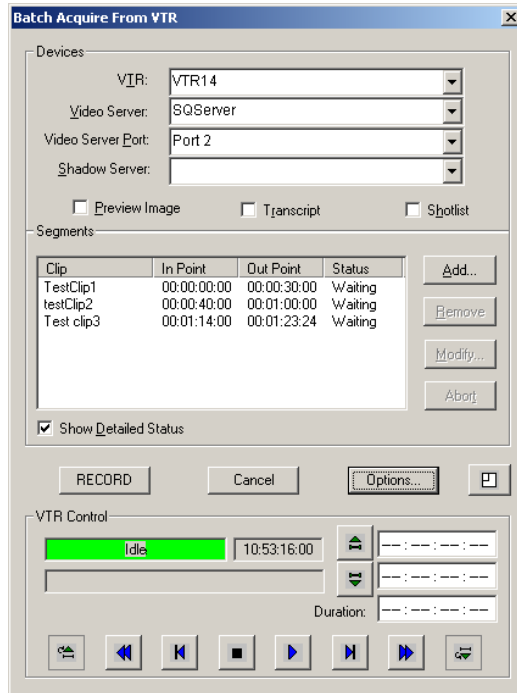 Batch Acquire From VTR
Devices
VTR: VTR14
Video Server: SQServer
Video Server Port: Port 2
Shadow Server:
Preview Image Transcript Shotlist
Segments
Clip In Point Out Point Status
TestClip1 00:00:00:00 00:00:30:00 Waiting
testClip2 00:00:40:00 00:01:00:00 Waiting
Test clip3 00:01:14:00 00:01:23:24 Waiting
Add...
Remove
Modify...
Abort
Show Detailed Status
RECORD Cancel Options...
VTR Control
Idle 10:53:16:00 --:--:--:--
--:--:--:--
Duration: --:--:--:--